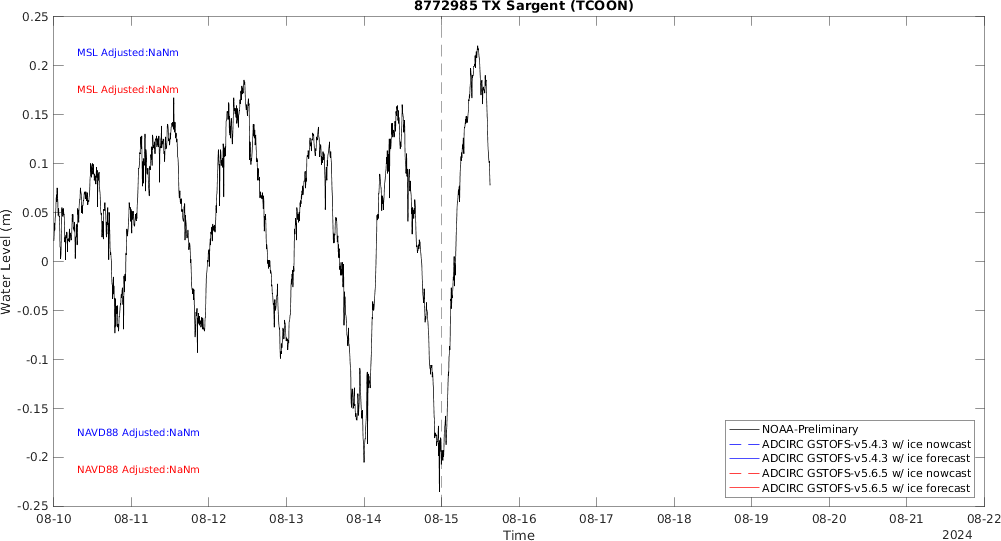 8772985 TX Sargent (TCOON)
0.25
0.2
0.15
0.1
0.05
0
-0.05
-0.1
-0.15
-0.2
-0.25
Water Level (m)
MSL Adjusted:NaNm
MSL Adjusted:NaNm
NAVD88 Adjusted:NaNm
NAVD88 Adjusted:NaNm
NOAA-Preliminary
ADCIRC GSTOFS-v5.4.3 w/ ice nowcast
ADCIRC GSTOFS-v5.4.3 w/ ice forecast
ADCIRC GSTOFS-v5.6.5 w/ ice nowcast
ADCIRC GSTOFS-v5.6.5 w/ ice forecast
08-10 08-11 08-12 08-13 08-14 08-15 08-16 08-17 08-18 08-19 08-20 08-21 08-22
Time
2024